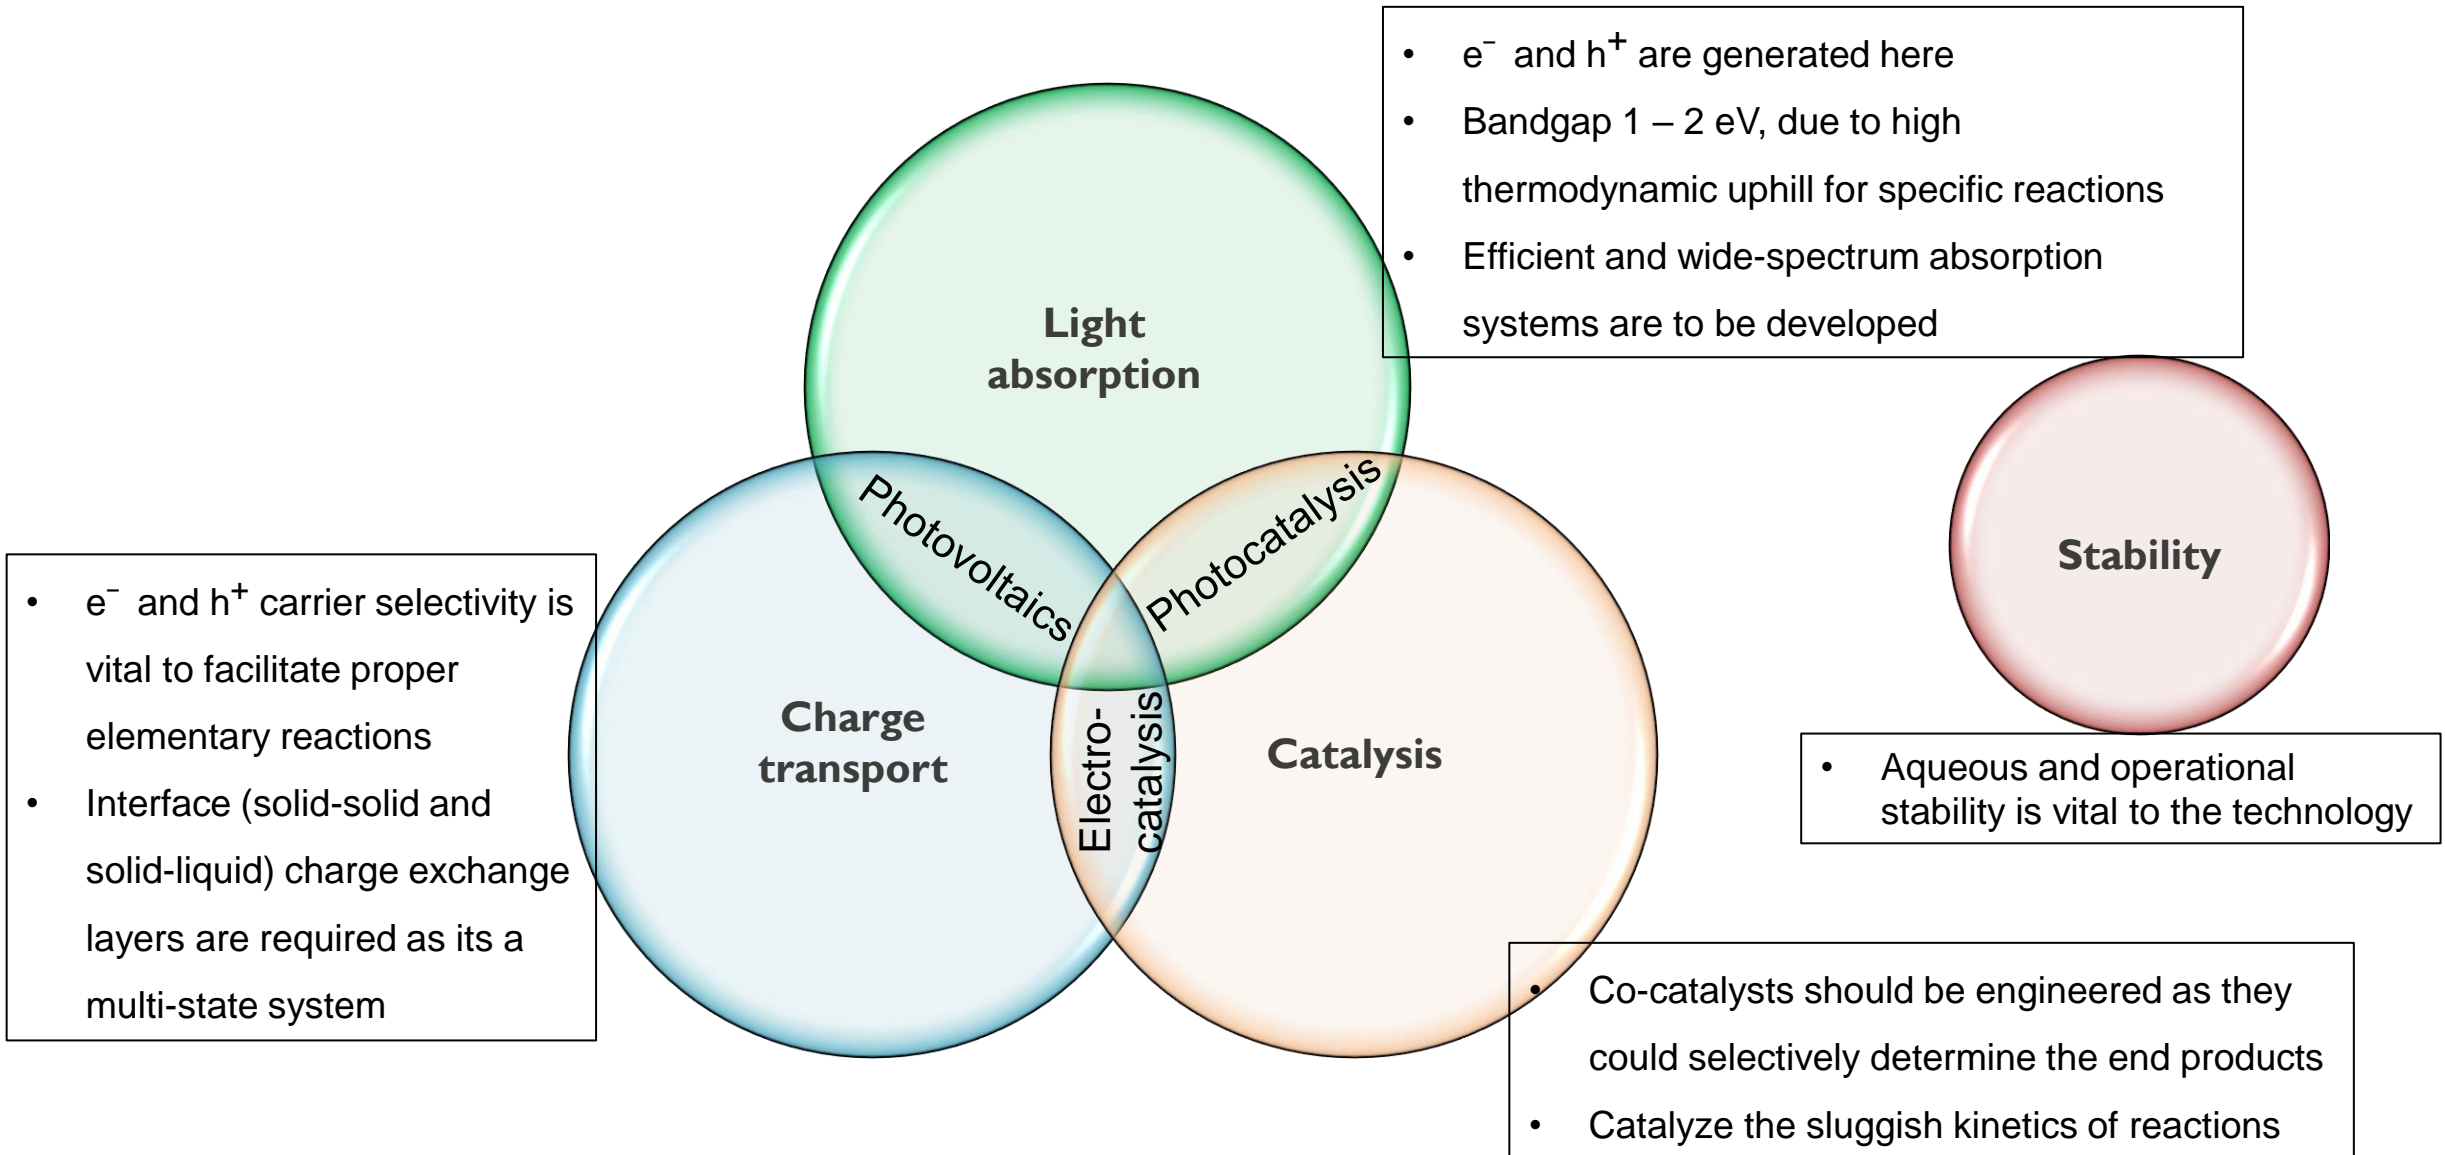 • e⁻ and h⁺ are generated here
• Bandgap 1 – 2 eV, due to high
thermodynamic uphill for specific reactions
• Efficient and wide-spectrum absorption
systems are to be developed
Light
absorption
Photovoltaics
Photocatalysis
Stability
• e⁻ and h⁺ carrier selectivity is
vital to facilitate proper
elementary reactions
• Interface (solid-solid and
solid-liquid) charge exchange
layers are required as its a
multi-state system
Charge
transport
Electro-
catalysis
Catalysis
• Aqueous and operational
stability is vital to the technology
• Co-catalysts should be engineered as they
could selectively determine the end products
• Catalyze the sluggish kinetics of reactions